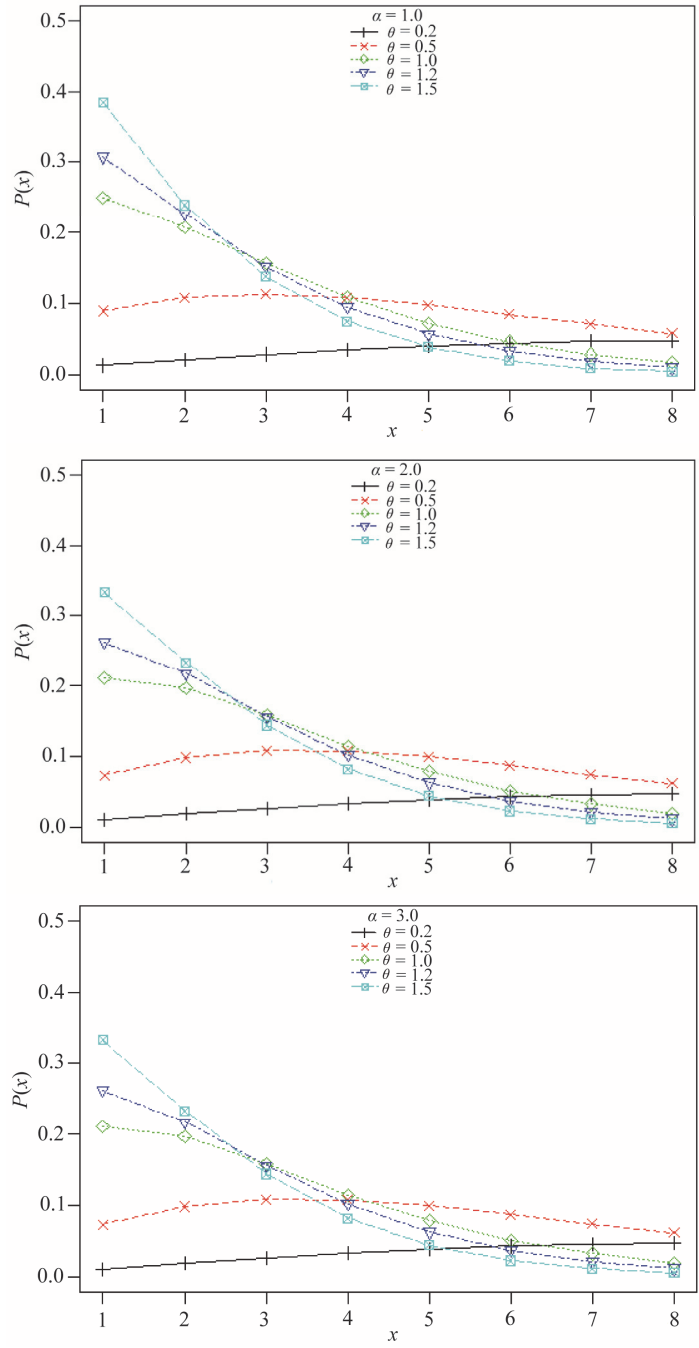 α = 1.0
θ = 0.2
θ = 0.5
θ = 1.0
θ = 1.2
θ = 1.5
0.5
0.4
0.3
0.2
0.1
0.0
P(x)
1 2 3 4 5 6 7 8
x
α = 2.0
θ = 0.2
θ = 0.5
θ = 1.0
θ = 1.2
θ = 1.5
0.5
0.4
0.3
0.2
0.1
0.0
P(x)
1 2 3 4 5 6 7 8
x
α = 3.0
θ = 0.2
θ = 0.5
θ = 1.0
θ = 1.2
θ = 1.5
0.5
0.4
0.3
0.2
0.1
0.0
P(x)
1 2 3 4 5 6 7 8
x